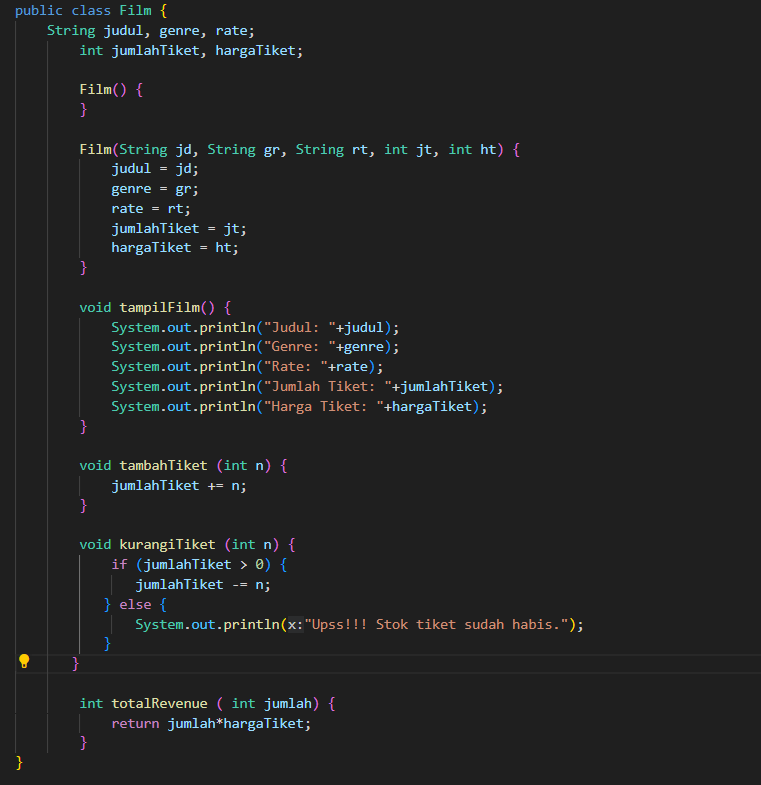 public class Film {
String judul, genre, rate;
int jumlahTiket, hargaTiket;
Film() {
}
Film(String jd, String gr, String rt, int jt, int ht) {
judul = jd;
genre = gr;
rate = rt;
jumlahTiket = jt;
hargaTiket = ht;
}
void tampilFilm() {
System.out.println("Judul: "+judul);
System.out.println("Genre: "+genre);
System.out.println("Rate: "+rate);
System.out.println("Jumlah Tiket: "+jumlahTiket);
System.out.println("Harga Tiket: "+hargaTiket);
}
void tambahTiket (int n) {
jumlahTiket += n;
}
void kurangiTiket (int n) {
if (jumlahTiket > 0) {
jumlahTiket -= n;
} else {
System.out.println(x:"Upss!!! Stok tiket sudah habis.");
}
}
int totalRevenue ( int jumlah) {
return jumlah*hargaTiket;
}
}